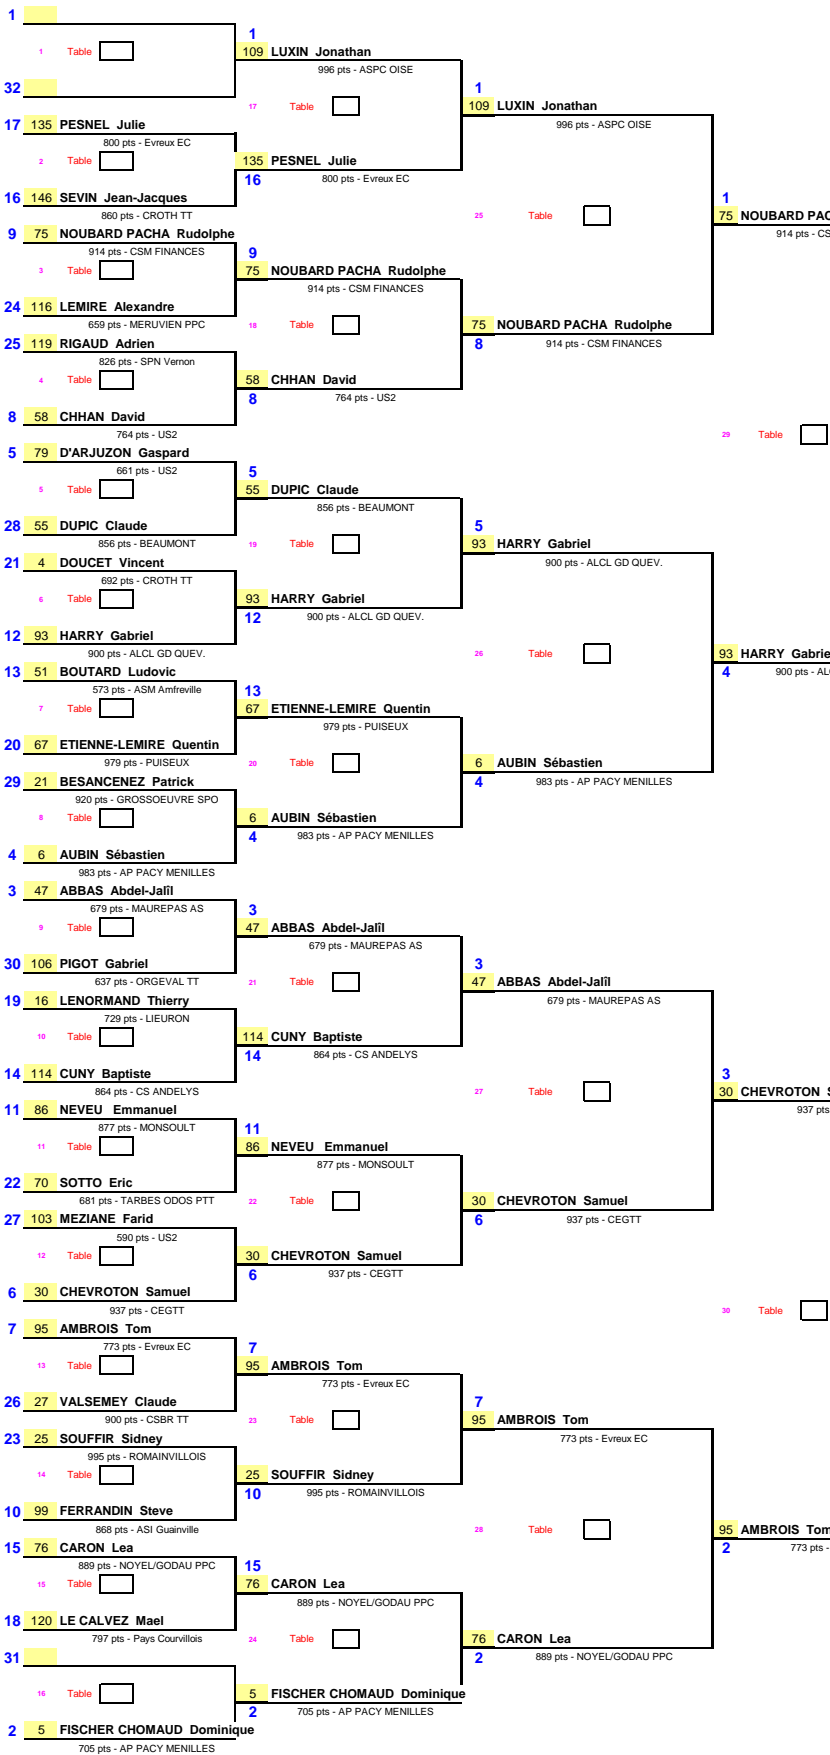 1
1
1 Table
109 LUXIN Jonathan
996 pts - ASPC OISE
32
1
17 Table
109 LUXIN Jonathan
17 135 PESNEL Julie
996 pts - ASPC OISE
800 pts - Evreux EC
2 Table
135 PESNEL Julie
16
800 pts - Evreux EC
16 146 SEVIN Jean-Jacques
1
860 pts - CROTH TT
25 Table
75 NOUBARD PAC
9 75 NOUBARD PACHA Rudolphe
914 pts - CS
914 pts - CSM FINANCES
9
3 Table
75 NOUBARD PACHA Rudolphe
914 pts - CSM FINANCES
24 116 LEMIRE Alexandre
659 pts - MERUVIEN PPC
18 Table
75 NOUBARD PACHA Rudolphe
25 119 RIGAUD Adrien
8
914 pts - CSM FINANCES
826 pts - SPN Vernon
4 Table
58 CHHAN David
8
764 pts - US2
8 58 CHHAN David
764 pts - US2
29 Table
5 79 D'ARJUZON Gaspard
661 pts - US2
5
5 Table
55 DUPIC Claude
856 pts - BEAUMONT
28 55 DUPIC Claude
5
856 pts - BEAUMONT
19 Table
93 HARRY Gabriel
21 4 DOUCET Vincent
900 pts - ALCL GD QUEV.
692 pts - CROTH TT
6 Table
93 HARRY Gabriel
12
900 pts - ALCL GD QUEV.
12 93 HARRY Gabriel
900 pts - ALCL GD QUEV.
26 Table
93 HARRY Gabrie
13 51 BOUTARD Ludovic
4
900 pts - AL
573 pts - ASM Amfreville
13
7 Table
67 ETIENNE-LEMIRE Quentin
979 pts - PUISEUX
20 67 ETIENNE-LEMIRE Quentin
979 pts - PUISEUX
20 Table
6 AUBIN Sébastien
29 21 BESANCENEZ Patrick
4
983 pts - AP PACY MENILLES
920 pts - GROSSOEUVRE SPO
8 Table
6 AUBIN Sébastien
4
983 pts - AP PACY MENILLES
4 6 AUBIN Sébastien
983 pts - AP PACY MENILLES
3 47 ABBAS Abdel-Jalîl
679 pts - MAUREPAS AS
3
9 Table
47 ABBAS Abdel-Jalîl
679 pts - MAUREPAS AS
30 106 PIGOT Gabriel
3
637 pts - ORGEVAL TT
21 Table
47 ABBAS Abdel-Jalîl
19 16 LENORMAND Thierry
679 pts - MAUREPAS AS
729 pts - LIEURON
10 Table
114 CUNY Baptiste
14
864 pts - CS ANDELYS
14 114 CUNY Baptiste
3
864 pts - CS ANDELYS
27 Table
30 CHEVROTON S
11 86 NEVEU Emmanuel
937 pts
877 pts - MONSOULT
11
11 Table
86 NEVEU Emmanuel
877 pts - MONSOULT
22 70 SOTTO Eric
681 pts - TARBES ODOS PTT
22 Table
30 CHEVROTON Samuel
27 103 MEZIANE Farid
6
937 pts - CEGTT
590 pts - US2
12 Table
30 CHEVROTON Samuel
6
937 pts - CEGTT
6 30 CHEVROTON Samuel
937 pts - CEGTT
30 Table
7 95 AMBROIS Tom
773 pts - Evreux EC
7
13 Table
95 AMBROIS Tom
773 pts - Evreux EC
26 27 VALSEMEY Claude
7
900 pts - CSBR TT
23 Table
95 AMBROIS Tom
23 25 SOUFFIR Sidney
773 pts - Evreux EC
995 pts - ROMAINVILLOIS
14 Table
25 SOUFFIR Sidney
10
995 pts - ROMAINVILLOIS
10 99 FERRANDIN Steve
868 pts - ASI Guainville
28 Table
95 AMBROIS Tom
15 76 CARON Lea
2
773 pts -
889 pts - NOYEL/GODAU PPC
15
15 Table
76 CARON Lea
889 pts - NOYEL/GODAU PPC
18 120 LE CALVEZ Mael
797 pts - Pays Courvillois
24 Table
76 CARON Lea
31
2
889 pts - NOYEL/GODAU PPC
16 Table
5 FISCHER CHOMAUD Dominique
2
705 pts - AP PACY MENILLES
2 5 FISCHER CHOMAUD Dominique
705 pts - AP PACY MENILLES